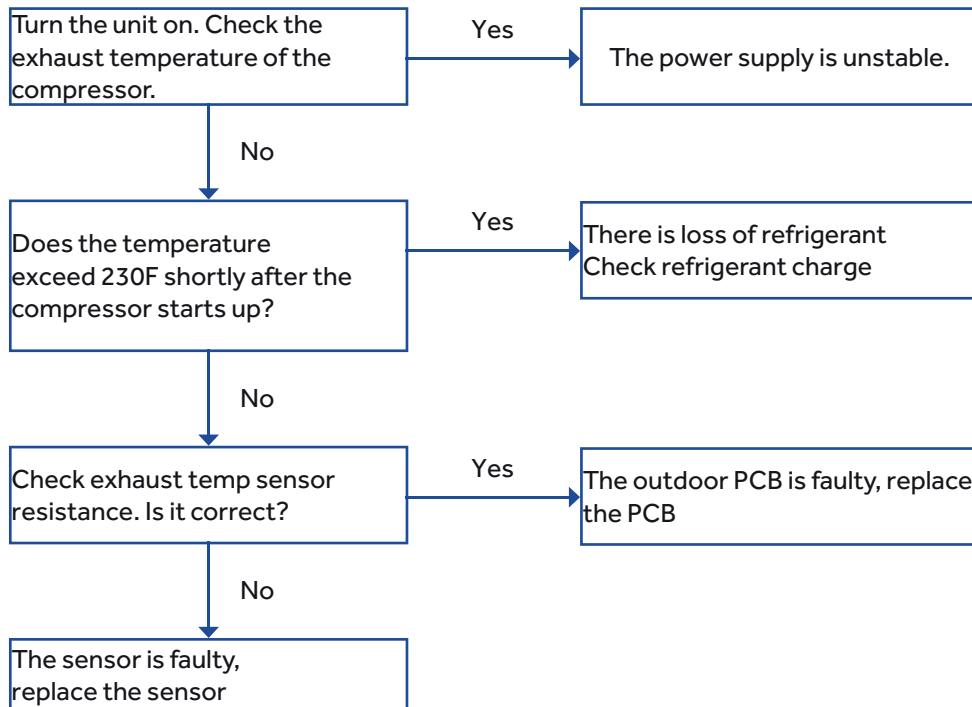 Turn the unit on. Check the
exhaust temperature of the
compressor.
Yes
The power supply is unstable.
No
Does the temperature
exceed 230F shortly after the
compressor starts up?
Yes
There is loss of refrigerant
Check refrigerant charge
No
Check exhaust temp sensor
resistance. Is it correct?
Yes
The outdoor PCB is faulty, replace
the PCB
No
The sensor is faulty,
replace the sensor